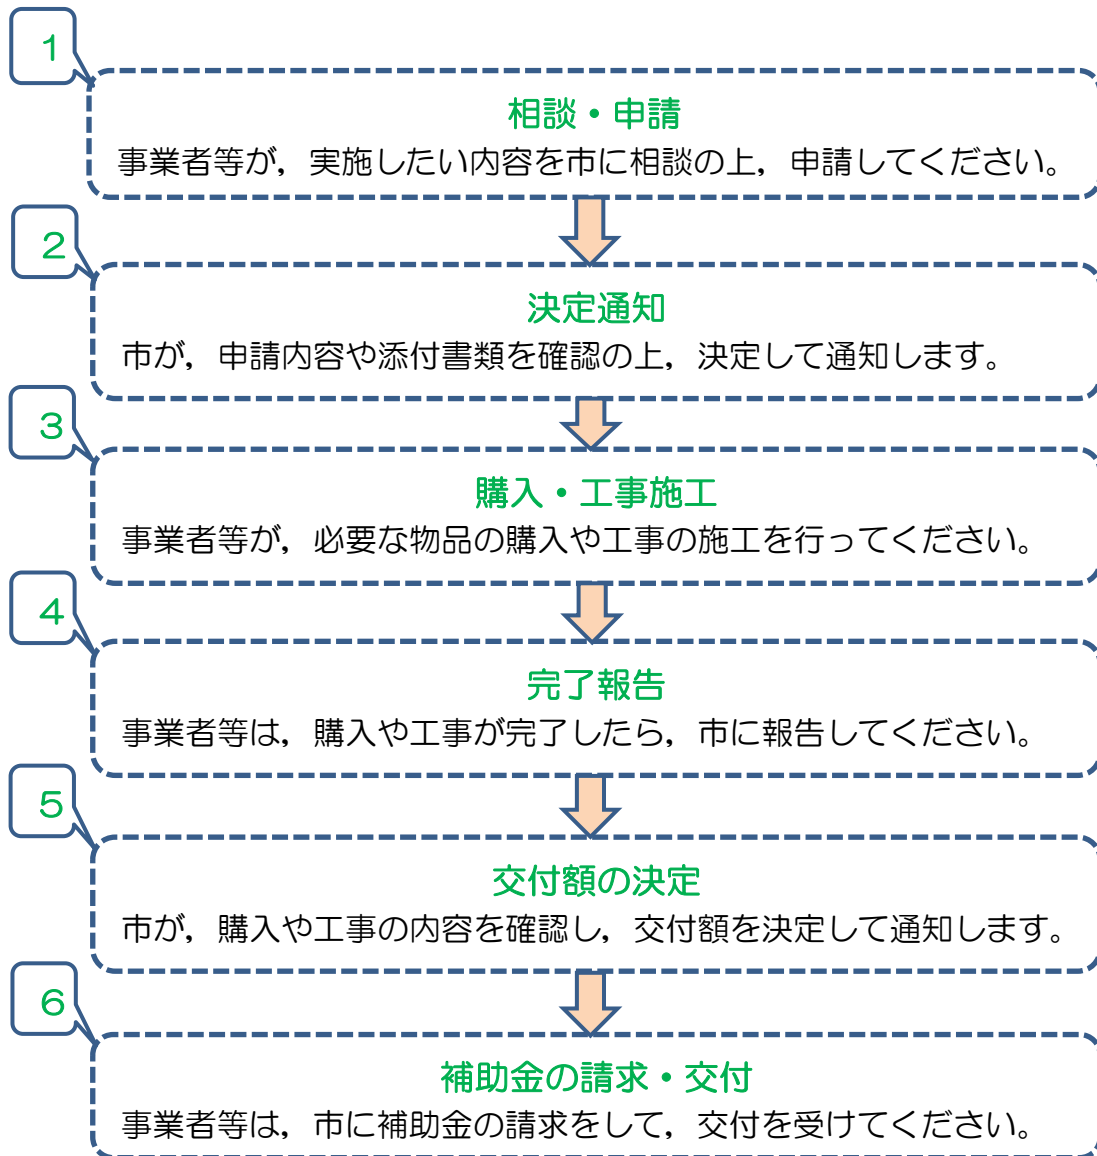 1
相談・申請
事業者等が，実施したい内容を市に相談の上，申請してください。
2
決定通知
市が，申請内容や添付書類を確認の上，決定して通知します。
3
購入・工事施工
事業者等が，必要な物品の購入や工事の施工を行ってください。
4
完了報告
事業者等は，購入や工事が完了したら，市に報告してください。
5
交付額の決定
市が，購入や工事の内容を確認し，交付額を決定して通知します。
6
補助金の請求・交付
事業者等は，市に補助金の請求をして，交付を受けてください。